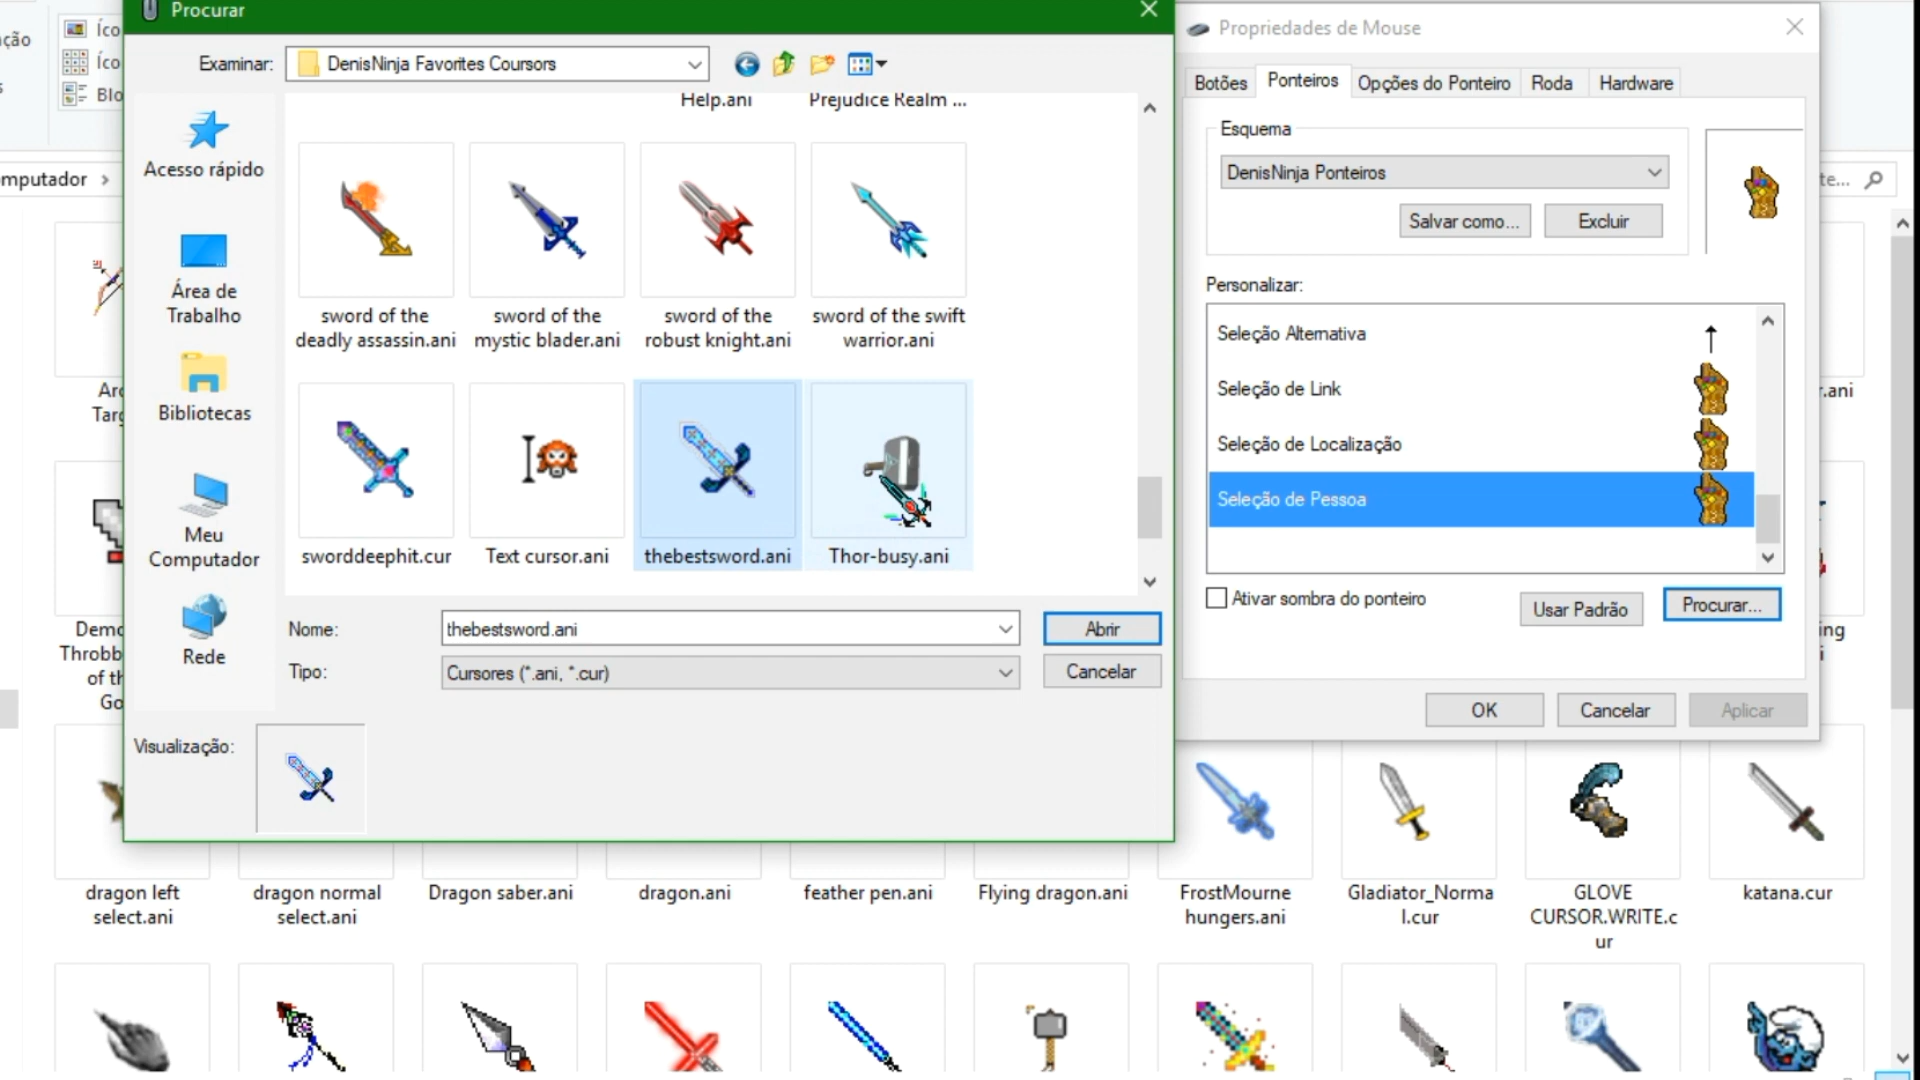 Procurar
Examinar:
DenisNinja Favorites Coursors
Acesso rápido
Área de
Trabalho
Bibliotecas
Meu
Computador
Rede
Help.ani
Prejudice Realm ...
sword of the
deadly assassin.ani
sword of the
mystic blader.ani
sword of the
robust knight.ani
sword of the swift
warrior.ani
sworddeephit.cur
Text cursor.ani
thebestsword.ani
Thor-busy.ani
Nome:
thebestsword.ani
Abrir
Tipo:
Cursores (*.ani, *.cur)
Cancelar
Visualização:
Propriedades de Mouse
Botões
Ponteiros
Opções do Ponteiro
Roda
Hardware
Esquema
DenisNinja Ponteiros
Salvar como...
Excluir
Personalizar:
Seleção Alternativa
Seleção de Link
Seleção de Localização
Seleção de Pessoa
Ativar sombra do ponteiro
Usar Padrão
Procurar...
OK
Cancelar
Aplicar
dragon left
select.ani
dragon normal
select.ani
Dragon saber.ani
dragon.ani
feather pen.ani
Flying dragon.ani
FrostMourne
hungers.ani
Gladiator_Norma
l.cur
GLOVE
CURSOR.WRITE.c
ur
katana.cur